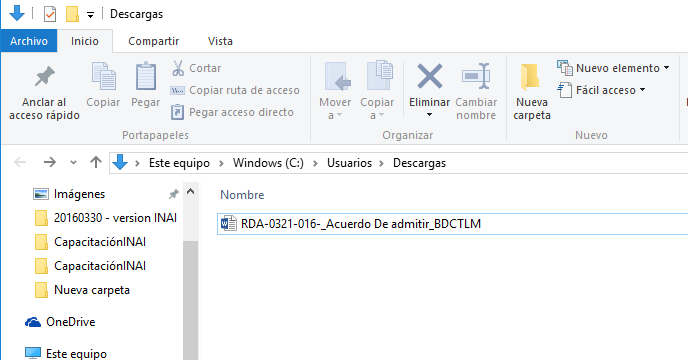 Descargas
Archivo Inicio Compartir Vista
Anclar al acceso rápido
Copiar
Pegar
Cortar
Copiar ruta de acceso
Pegar acceso directo
Portapapeles
Mover a
Copiar a
Eliminar
Cambiar nombre
Organizar
Nueva carpeta
Nuevo elemento
Fácil acceso
Nuevo
Este equipo > Windows (C:) > Usuarios > Descargas
Imágenes
20160330 - version INAI
CapacitaciónINAI
CapacitaciónINAI
Nueva carpeta
OneDrive
Este equipo
Nombre
RDA-0321-016-_Acuerdo De admitir_BDCTLM